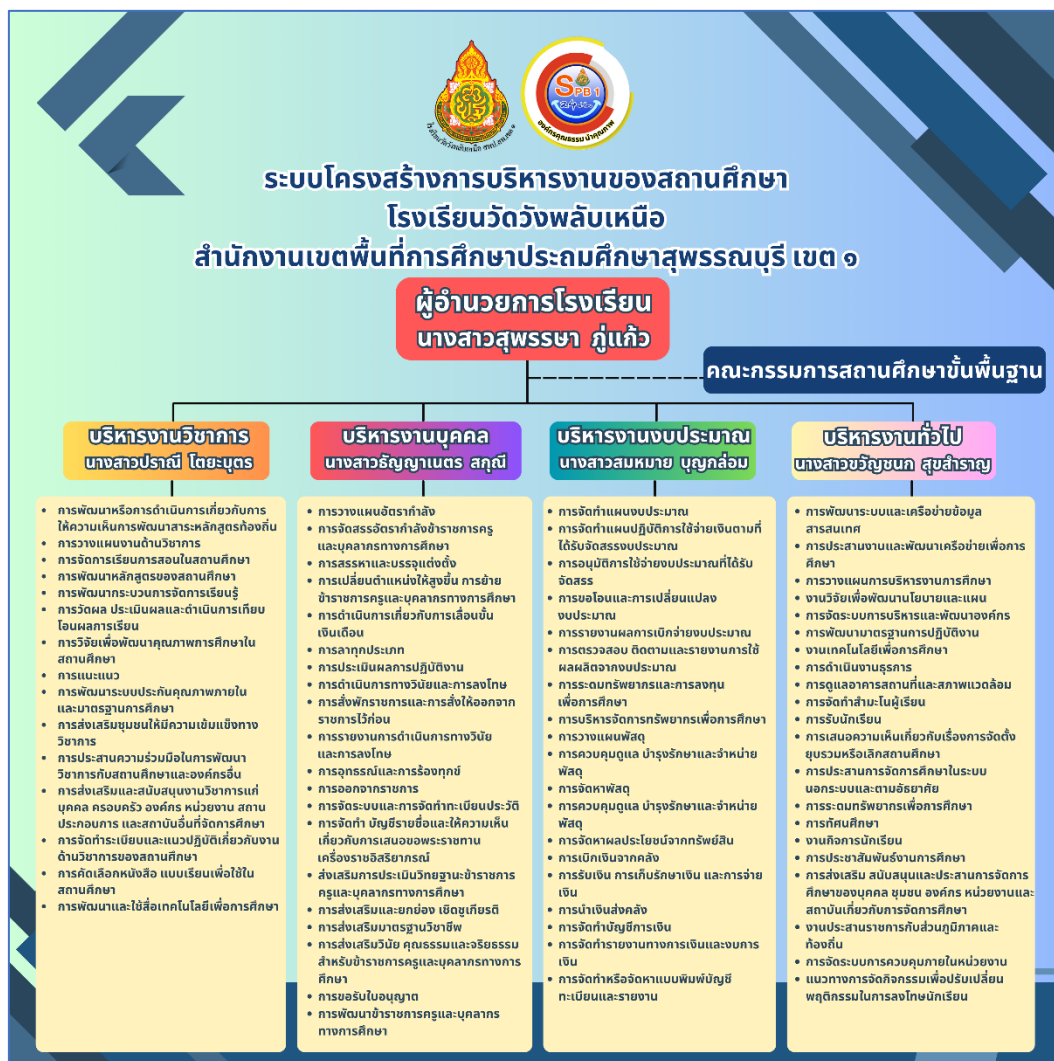 SPB 1
องค์กรคุณธรรม นำคุณภาพ
ระบบโครงสร้างการบริหารงานของสถานศึกษา
โรงเรียนวัดวังพลับเหนือ
สำนักงานเขตพื้นที่การศึกษาประถมศึกษาสุพรรณบุรี เขต ๑
ผู้อำนวยการโรงเรียน
นางสาวสุพรรษา ภู่แก้ว
คณะกรรมการสถานศึกษาขั้นพื้นฐาน
บริหารงานวิชาการ
นางสาวปราณี โตยะบุตร
• การพัฒนาหรือการดำเนินการเกี่ยวกับการ
ให้ความเห็นการพัฒนาสาระหลักสูตรท้องถิ่น
• การวางแผนงานด้านวิชาการ
• การจัดการเรียนการสอนในสถานศึกษา
• การพัฒนาหลักสูตรของสถานศึกษา
• การพัฒนากระบวนการจัดการเรียนรู้
• การวัดผล ประเมินผลและดำเนินการเทียบ
โอนผลการเรียน
• การวิจัยเพื่อพัฒนาคุณภาพการศึกษาใน
สถานศึกษา
• การแนะแนว
• การพัฒนาระบบประกันคุณภาพภายใน
และมาตรฐานการศึกษา
• การส่งเสริมชุมชนให้มีความเข้มแข็งทาง
วิชาการ
• การประสานความร่วมมือในการพัฒนา
วิชาการกับสถานศึกษาและองค์กรอื่น
• การส่งเสริมและสนับสนุนงานวิชาการแก่
บุคคล ครอบครัว องค์กร หน่วยงาน สถาน
ประกอบการ และสถาบันอื่นที่จัดการศึกษา
• การจัดทำระเบียบและแนวปฏิบัติเกี่ยวกับงาน
ด้านวิชาการของสถานศึกษา
• การคัดเลือกหนังสือ แบบเรียนเพื่อใช้ใน
สถานศึกษา
• การพัฒนาและใช้สื่อเทคโนโลยีเพื่อการศึกษา
บริหารงานบุคคล
นางสาวธัญญาเนตร สกุณี
• การวางแผนอัตรากำลัง
• การจัดสรรอัตรากำลังข้าราชการครู
และบุคลากรทางการศึกษา
• การสรรหาและบรรจุแต่งตั้ง
• การเปลี่ยนตำแหน่งให้สูงขึ้น การย้าย
ข้าราชการครูและบุคลากรทางการศึกษา
• การดำเนินการเกี่ยวกับการเลื่อนขั้น
เงินเดือน
• การลาทุกประเภท
• การประเมินผลการปฏิบัติงาน
• การดำเนินการทางวินัยและการลงโทษ
• การสั่งพักราชการและการสั่งให้ออกจาก
ราชการไว้ก่อน
• การรายงานการดำเนินการทางวินัย
และการลงโทษ
• การอุทธรณ์และการร้องทุกข์
• การออกจากราชการ
• การจัดระบบและการจัดทำทะเบียนประวัติ
• การจัดทำ บัญชีรายชื่อและให้ความเห็น
เกี่ยวกับการเสนอขอพระราชทาน
เครื่องราชอิสริยาภรณ์
• ส่งเสริมการประเมินวิทยฐานะข้าราชการ
ครูและบุคลากรทางการศึกษา
• การส่งเสริมและยกย่อง เชิดชูเกียรติ
• การส่งเสริมมาตรฐานวิชาชีพ
• การส่งเสริมวินัย คุณธรรมและจริยธรรม
สำหรับข้าราชการครูและบุคลากรทางการ
ศึกษา
• การขอรับใบอนุญาต
• การพัฒนาข้าราชการครูและบุคลากร
ทางการศึกษา
บริหารงานงบประมาณ
นางสาวสมหมาย บุญกล่อม
• การจัดทำแผนงบประมาณ
• การจัดทำแผนปฏิบัติการใช้จ่ายเงินตามที่
ได้รับจัดสรรงบประมาณ
• การอนุมัติการใช้จ่ายงบประมาณที่ได้รับ
จัดสรร
• การขอโอนและการเปลี่ยนแปลง
งบประมาณ
• การรายงานผลการเบิกจ่ายงบประมาณ
• การตรวจสอบ ติดตามและรายงานการใช้
ผลผลิตจากงบประมาณ
• การระดมทรัพยากรและการลงทุน
เพื่อการศึกษา
• การบริหารจัดการทรัพยากรเพื่อการศึกษา
• การวางแผนพัสดุ
• การควบคุมดูแล บำรุงรักษาและจำหน่าย
พัสดุ
• การจัดหาพัสดุ
• การควบคุมดูแล บำรุงรักษาและจำหน่าย
พัสดุ
• การจัดหาผลประโยชน์จากทรัพย์สิน
• การเบิกเงินจากคลัง
• การรับเงิน การเก็บรักษาเงิน และการจ่าย
เงิน
• การนำเงินส่งคลัง
• การจัดทำบัญชีการเงิน
• การจัดทำรายงานทางการเงินและงบการ
เงิน
• การจัดทำหรือจัดหาแบบพิมพ์บัญชี
ทะเบียนและรายงาน
บริหารงานทั่วไป
นางสาวขวัญชนก สุขสำราญ
• การพัฒนาระบบและเครือข่ายข้อมูล
สารสนเทศ
• การประสานงานและพัฒนาเครือข่ายเพื่อการ
ศึกษา
• การวางแผนการบริหารงานการศึกษา
• งานวิจัยเพื่อพัฒนานโยบายและแผน
• การจัดระบบการบริหารและพัฒนาองค์กร
• การพัฒนามาตรฐานการปฏิบัติงาน
• งานเทคโนโลยีเพื่อการศึกษา
• การดำเนินงานธุรการ
• การดูแลอาคารสถานที่และสภาพแวดล้อม
• การจัดทำสำมะโนผู้เรียน
• การรับนักเรียน
• การเสนอความเห็นเกี่ยวกับเรื่องการจัดตั้ง
ยุบรวมหรือเลิกสถานศึกษา
• การประสานการจัดการศึกษาในระบบ
นอกระบบและตามอัธยาศัย
• การระดมทรัพยากรเพื่อการศึกษา
• การทัศนศึกษา
• งานกิจการนักเรียน
• การประชาสัมพันธ์งานการศึกษา
• การส่งเสริม สนับสนุนและประสานการจัดการ
ศึกษาของบุคคล ชุมชน องค์กร หน่วยงานและ
สถาบันเกี่ยวกับการจัดการศึกษา
• งานประสานราชการกับส่วนภูมิภาคและ
ท้องถิ่น
• การจัดระบบการควบคุมภายในหน่วยงาน
• แนวทางการจัดกิจกรรมเพื่อปรับเปลี่ยน
พฤติกรรมในการลงโทษนักเรียน